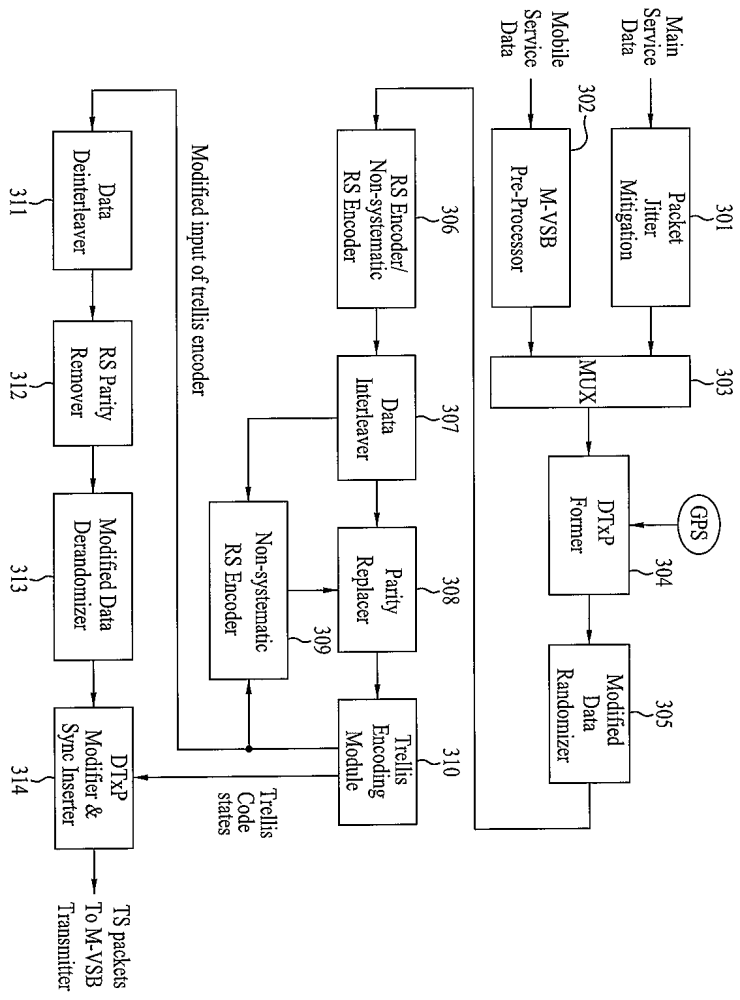 Main
Service
Data
301
Packet
Jitter
Mitigation
Mobile
Service
Data
302
M-VSB
Pre-Processor
303
MUX
GPS
304
DTxP
Former
305
Modified
Data
Randomizer
306
RS Encoder/
Non-systematic
RS Encoder
307
Data
Interleaver
308
Parity
Replacer
310
Trellis
Encoding
Module
Non-systematic
RS Encoder
309
Trellis
Code
states
Modified input of trellis encoder
Data
Deinterleaver
311
RS Parity
Remover
312
Modified Data
Derandomizer
313
DTxP
Modifier &
Sync Inserter
314
TS packets
To M-VSB
Transmitter